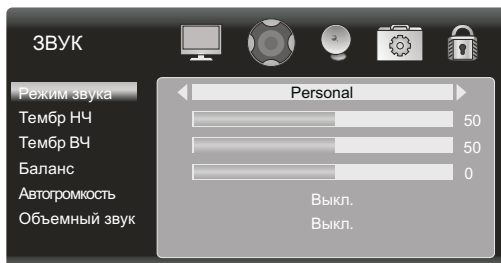 ЗВУК
Режим звука Personal
Тембр НЧ 50
Тембр ВЧ 50
Баланс 0
Автогромкость Выкл.
Объемный звук Выкл.